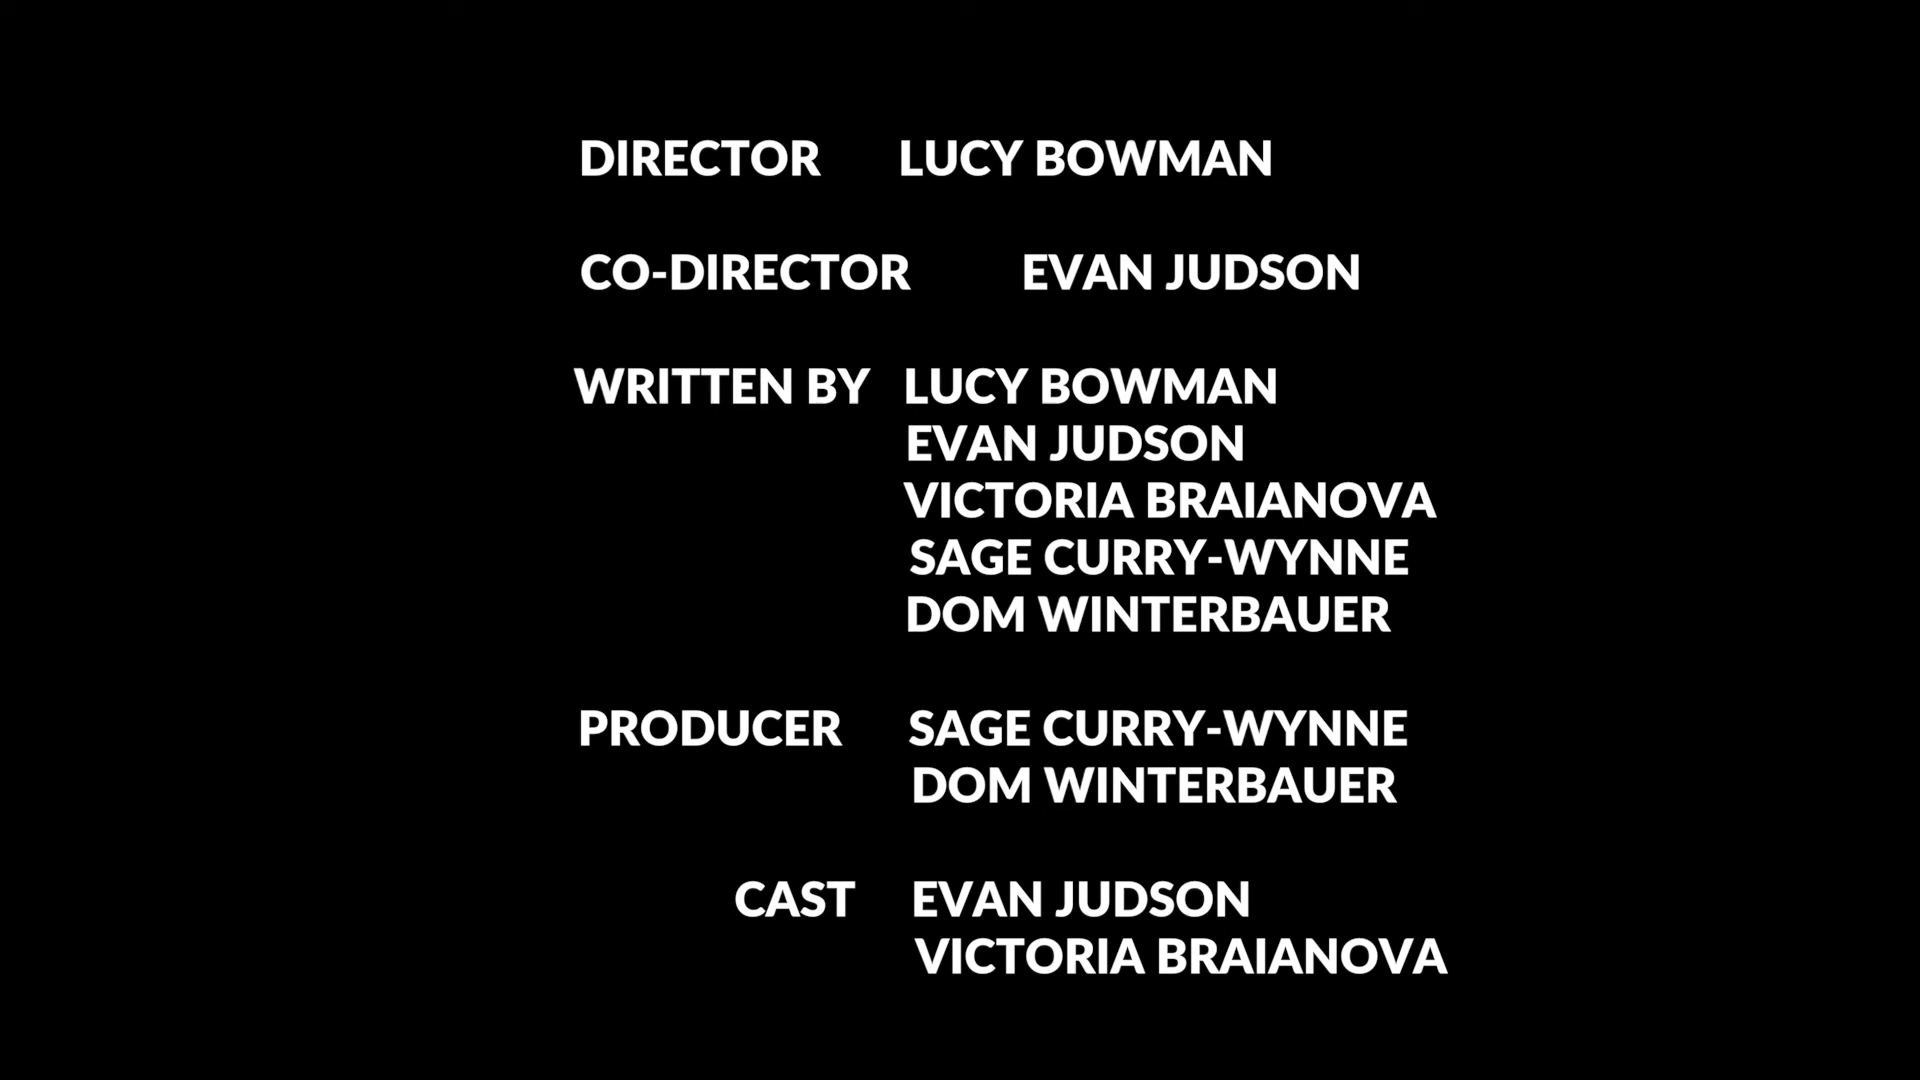 DIRECTOR LUCY BOWMAN
CO-DIRECTOR EVAN JUDSON
WRITTEN BY LUCY BOWMAN
EVAN JUDSON
VICTORIA BRAIANOVA
SAGE CURRY-WYNNE
DOM WINTERBAUER
PRODUCER SAGE CURRY-WYNNE
DOM WINTERBAUER
CAST EVAN JUDSON
VICTORIA BRAIANOVA